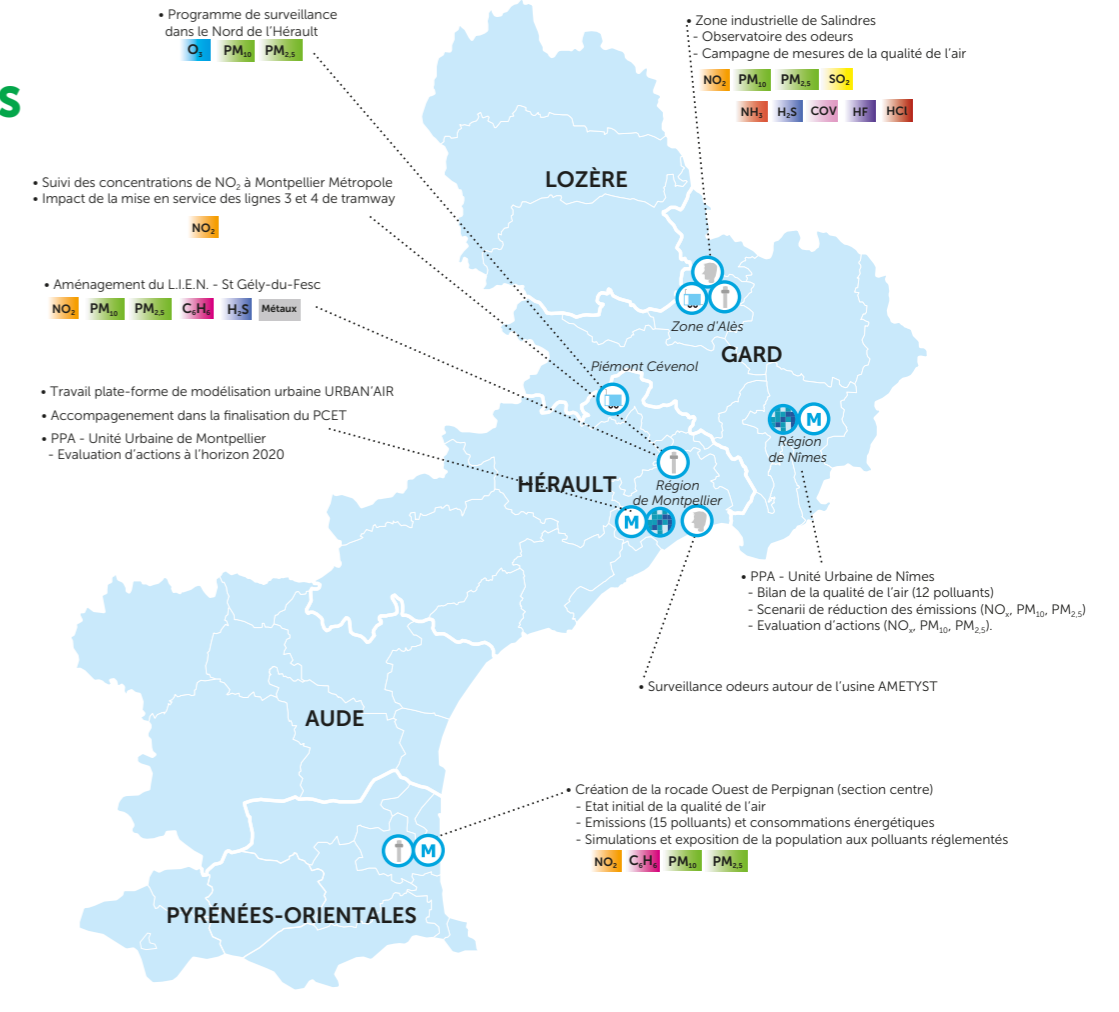 s
• Programme de surveillance
dans le Nord de l'Hérault
O₃ PM₁₀ PM₂,₅
• Zone industrielle de Salindres
- Observatoire des odeurs
- Campagne de mesures de la qualité de l'air
NO₂ PM₁₀ PM₂,₅ SO₂
NH₃ H₂S COV HF HCl
• Suivi des concentrations de NO₂ à Montpellier Métropole
• Impact de la mise en service des lignes 3 et 4 de tramway
NO₂
• Aménagement du L.I.E.N. - St Gély-du-Fesc
NO₂ PM₁₀ PM₂,₅ C₆H₆ H₂S Métaux
• Travail plate-forme de modélisation urbaine URBAN'AIR
• Accompagenement dans la finalisation du PCET
• PPA - Unité Urbaine de Montpellier
- Evaluation d'actions à l'horizon 2020
LOZÈRE
Zone d'Alès
GARD
Piémont Cévenol
M
Région
de Nîmes
HÉRAULT
Région
de Montpellier
M
• PPA - Unité Urbaine de Nîmes
- Bilan de la qualité de l'air (12 polluants)
- Scenarii de réduction des émissions (NOₓ, PM₁₀, PM₂,₅)
- Evaluation d'actions (NOₓ, PM₁₀, PM₂,₅).
• Surveillance odeurs autour de l'usine AMETYST
AUDE
• Création de la rocade Ouest de Perpignan (section centre)
- Etat initial de la qualité de l'air
- Emissions (15 polluants) et consommations énergétiques
- Simulations et exposition de la population aux polluants réglementés
NO₂ C₆H₆ PM₁₀ PM₂,₅
M
PYRÉNÉES-ORIENTALES